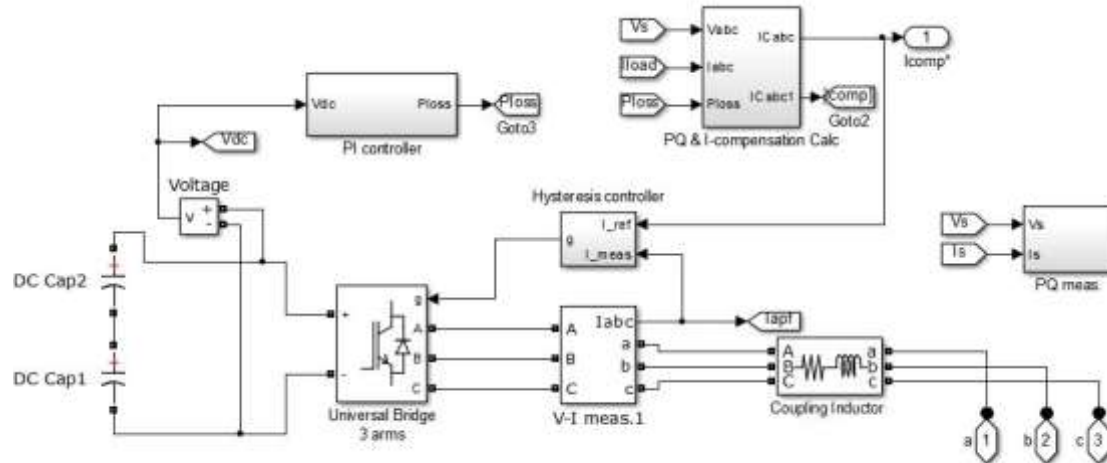 Vs
Vabc
ICabc
1
Icomp*
Iload
Iabc
Ploss
Ploss
ICabc1
Icomp
Goto2
PQ & I-compensation Calc
Vdc
Ploss
Ploss
Goto3
PI controller
Vdc
Voltage
v
+
-
Hysteresis controller
I_ref
g
I_meas
Vs
Vs
Is
Is
PQ meas.
DC Cap2
+
DC Cap1
+
+
-
g
A
B
C
Universal Bridge
3 arms
A
B
C
Iabc
a
b
c
V-I meas.1
Iapf
A
B
C
a
b
c
Coupling Inductor
a
1
b
2
c
3